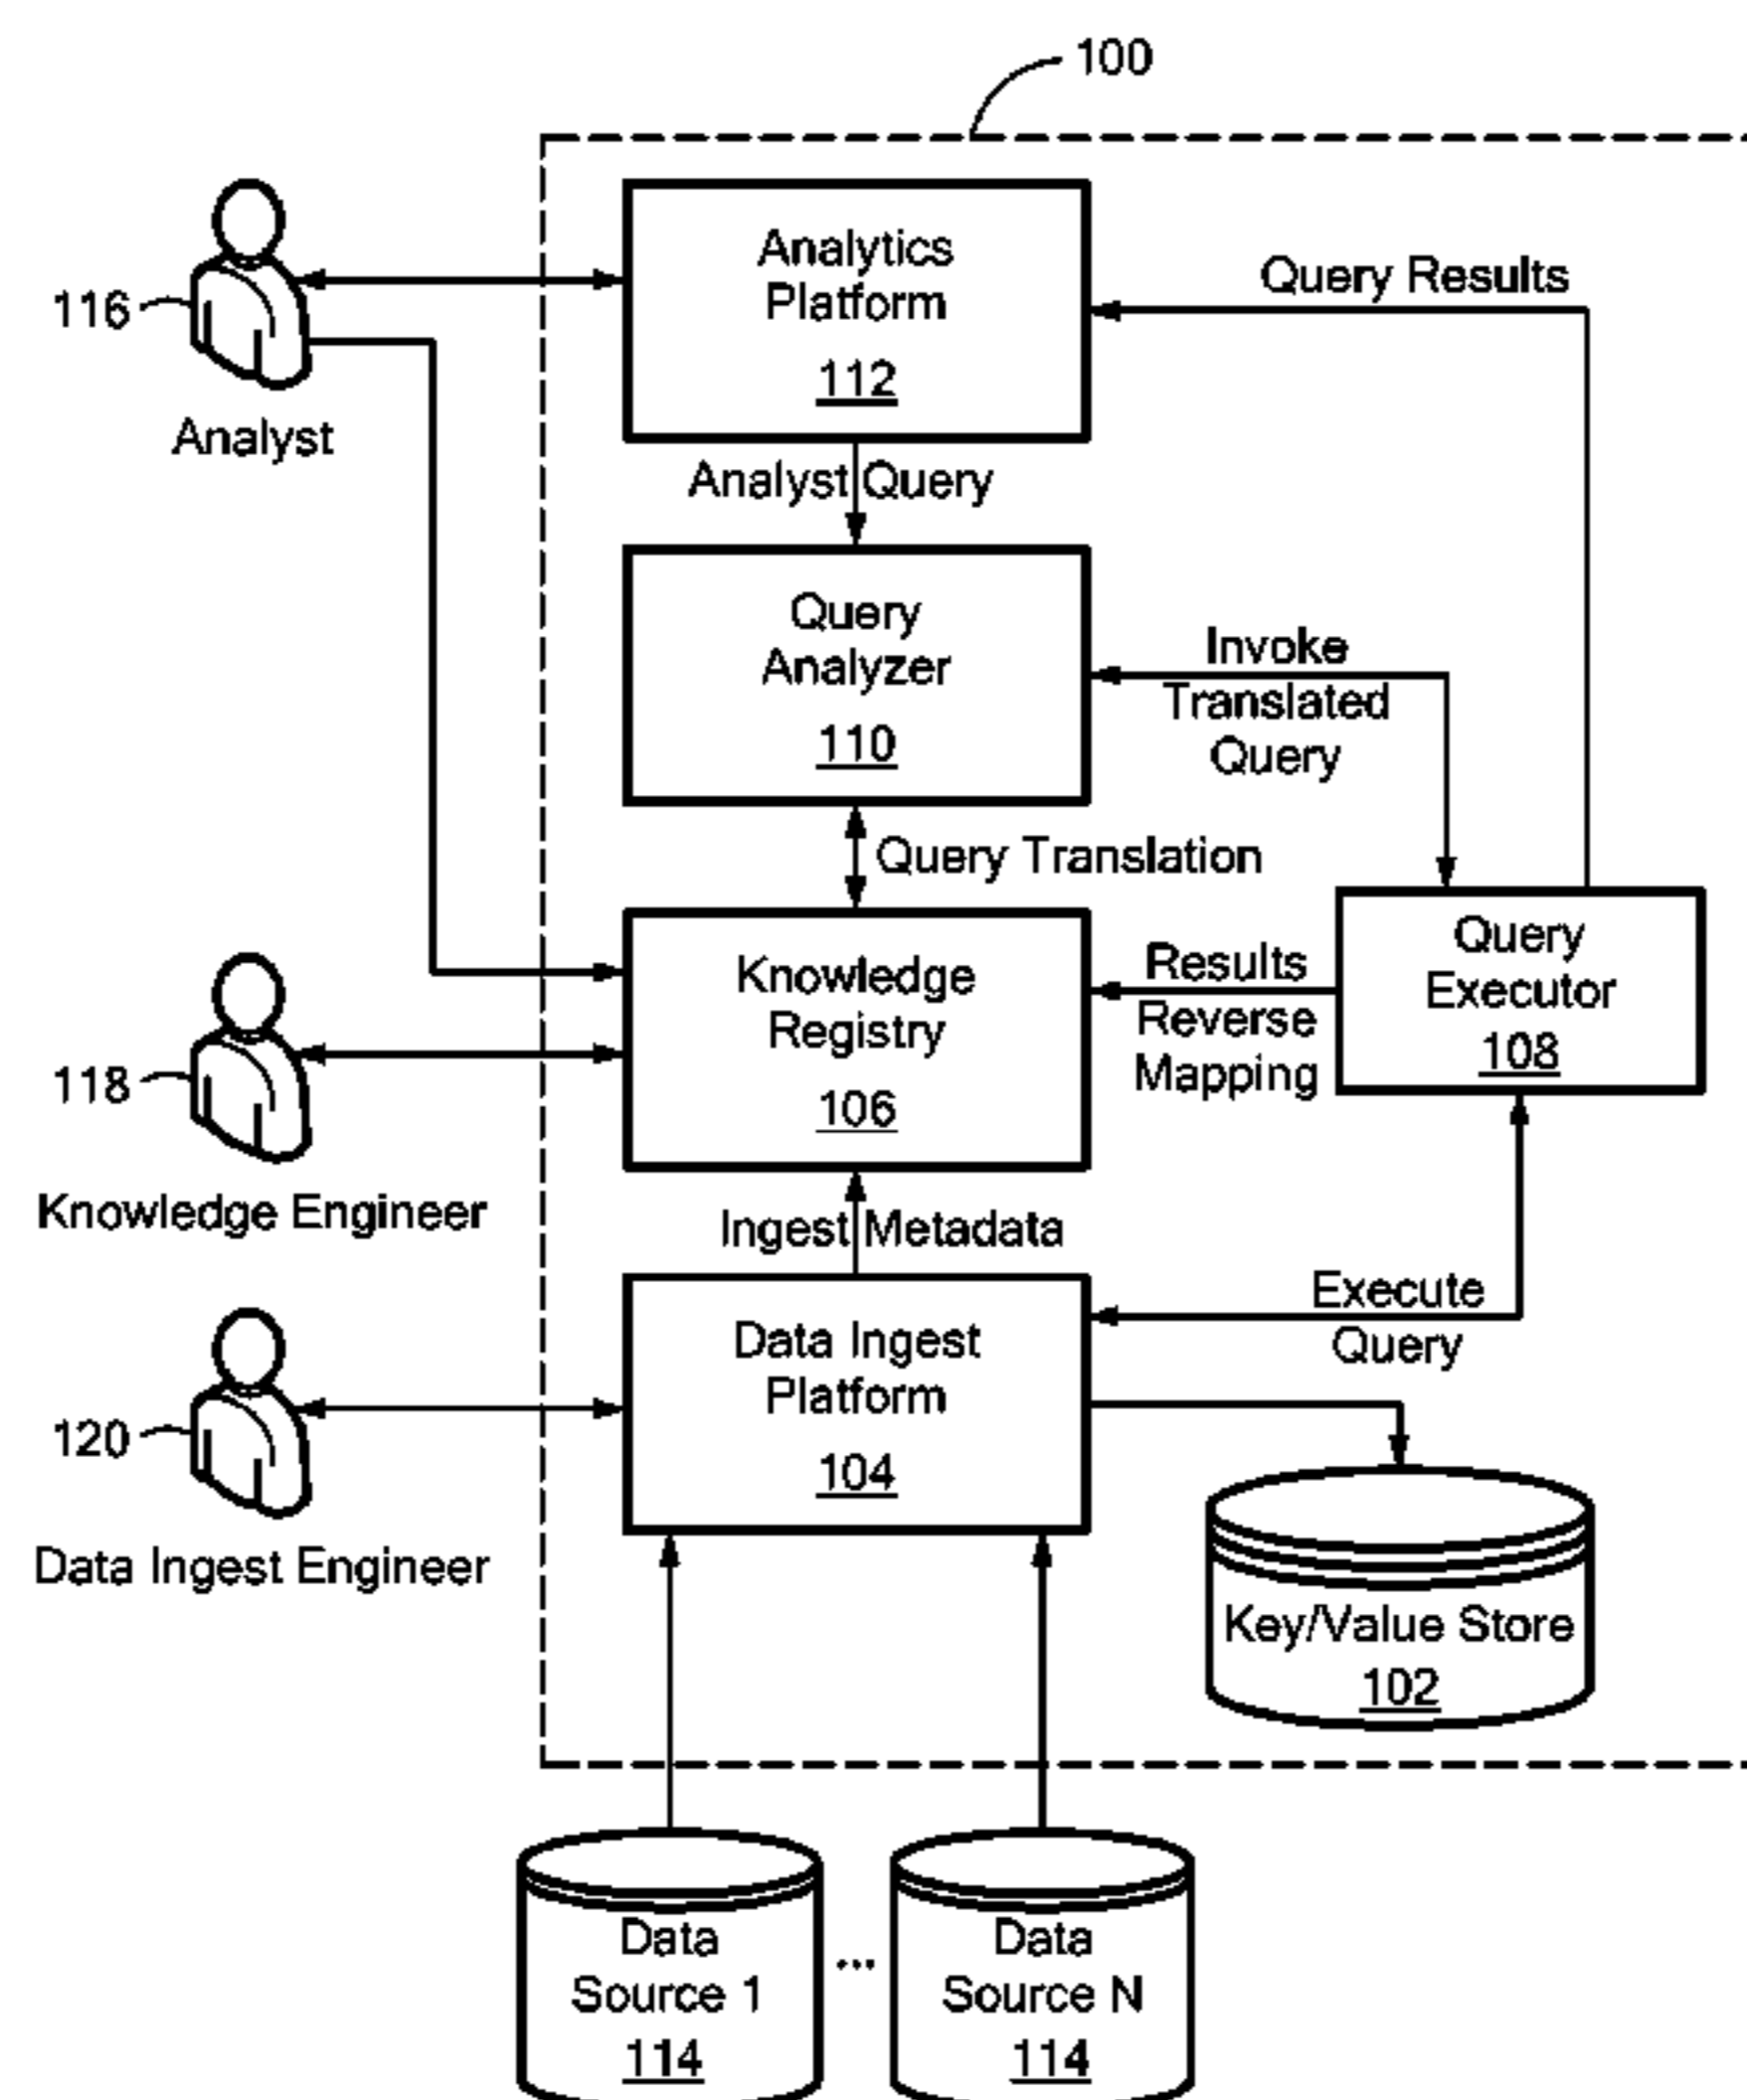 100
Analytics
Platform
112
Query Results
116
Analyst
Analyst Query
Query
Analyzer
110
Invoke
Translated
Query
Query Translation
Knowledge
Registry
106
Results
Reverse
Mapping
Query
Executor
108
118
Knowledge Engineer
Ingest Metadata
Data Ingest
Platform
104
Execute
Query
120
Data Ingest Engineer
Key/Value Store
102
Data
Source 1
114
...
Data
Source N
114